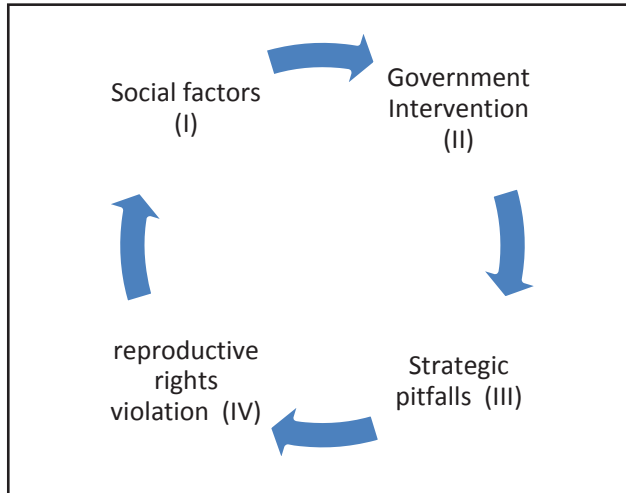 Social factors
(I)
Government
Intervention
(II)
Strategic
pitfalls (III)
reproductive
rights
violation (IV)